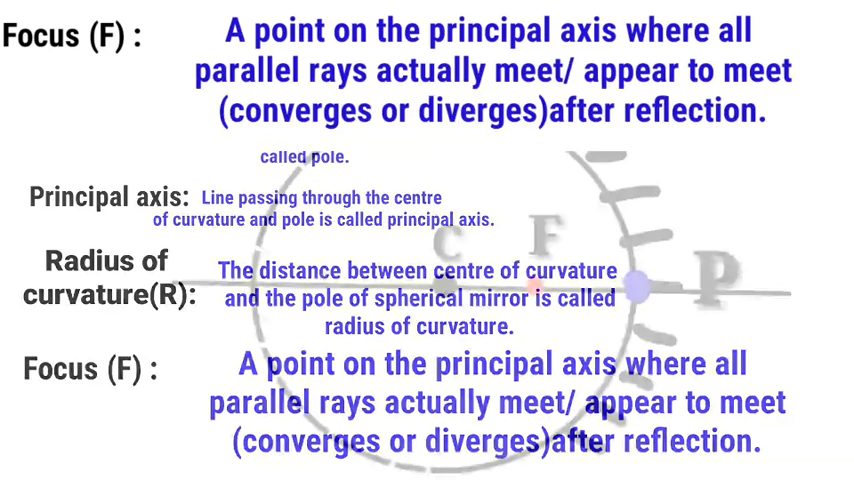 Focus (F) :
A point on the principal axis where all
parallel rays actually meet/ appear to meet
(converges or diverges)after reflection.
called pole.
Principal axis: Line passing through the centre
of curvature and pole is called principal axis.
C
F
P
Radius of
curvature(R):
The distance between centre of curvature
and the pole of spherical mirror is called
radius of curvature.
Focus (F) :
A point on the principal axis where all
parallel rays actually meet/ appear to meet
(converges or diverges)after reflection.